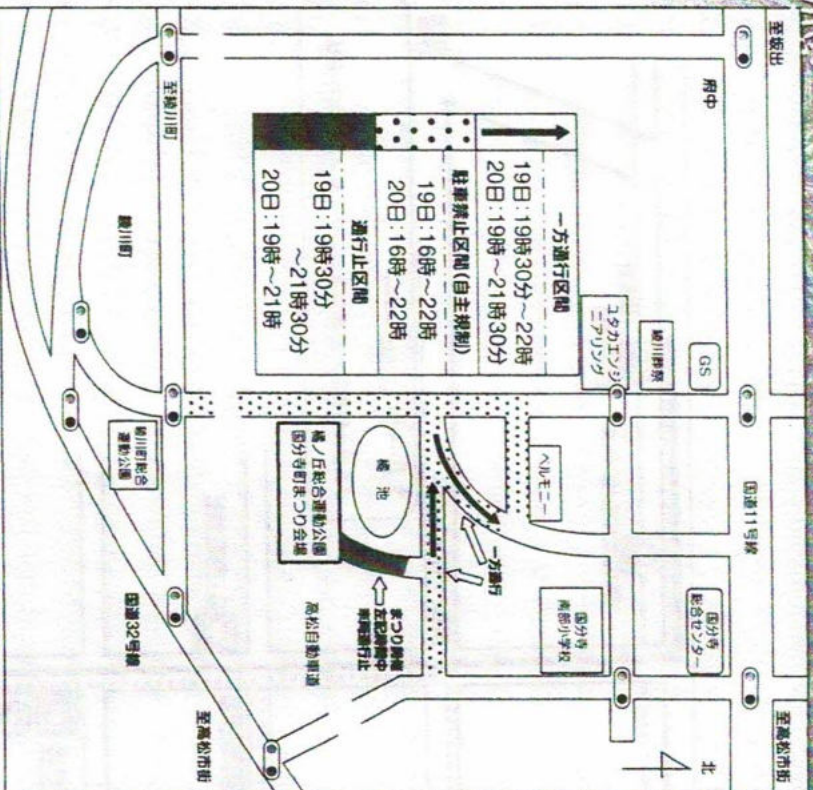 至坂出
府中
国道11号線
至高松市街
北
GS
綾川葬祭
ユタカエンジ
ニアリング
ベルモニー
国分寺
総合センター
国分寺
南部小学校
一方通行区間
19日:19時30分~22時
20日:19時~21時30分
駐車禁止区間(自主規制)
19日:16時~22時
20日:16時~22時
通行止区間
19日:19時30分
~21時30分
20日:19時~21時
一方通行
橘池
橘ノ丘総合運動公園
国分寺町まつり会場
まつり開催
左記時間中
車両通行止
高松自動車道
至綾川町
綾川町
綾川町総合
運動公園
国道32号線
至高松市街